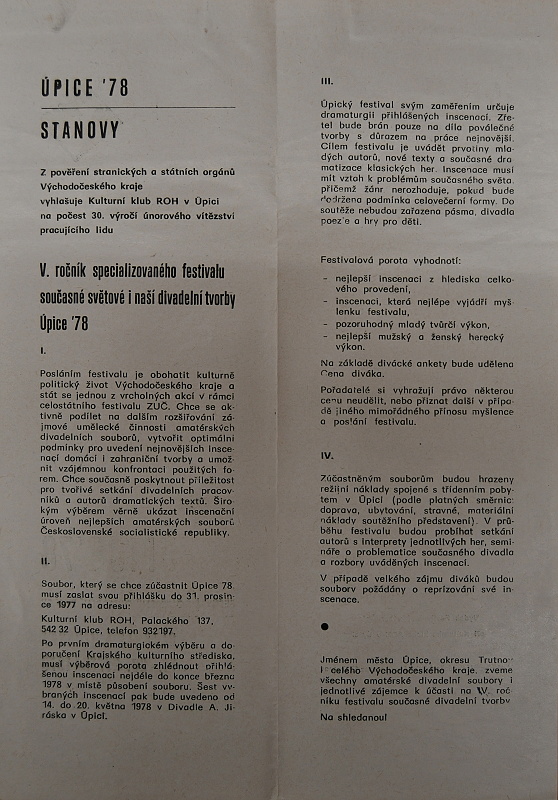 ÚPICE '78
STANOVY
Z pověření stranických a státních orgánů
Východočeského kraje
vyhlašuje Kulturní klub ROH v Úpici
na počest 30. výročí únorového vítězství
pracujícího lidu
V. ročník specializovaného festivalu
současné světové i naší divadelní tvorby
Úpice '78
I.
Posláním festivalu je obohatit kulturně
politický život Východočeského kraje a
stát se jednou z vrcholných akcí v rámci
celostátního festivalu ZUČ. Chce se ak-
tivně podílet na dalším rozšiřování zá-
jmové umělecké činnosti amatérských
divadelních souborů, vytvořit optimální
podmínky pro uvedení nejnovějších insce-
nací domácí i zahraniční tvorby a umož-
nit vzájemnou konfrontaci použitých fo-
rem. Chce současně poskytnout příležitost
pro tvořivé setkání divadelních pracov-
níků a autorů dramatických textů. Širo-
kým výběrem věrně ukázat inscenační
úroveň nejlepších amatérských souborů
Československé socialistické republiky.
II.
Soubor, který se chce zúčastnit Úpice 78.
musí zaslat svou přihlášku do 31. prosin-
ce 1977 na adresu:
Kulturní klub ROH, Palackého 137,
542 32 Úpice, telefon 932197.
Po prvním dramaturgickém výběru a do
poručení Krajského kulturního střediska,
musí výběrová porota zhlédnout přihlá-
šenou inscenaci nejdéle do konce března
1978 v místě působení souboru. Šest vy-
braných inscenací pak bude uvedeno od
14. do 20. května 1978 v Divadle A. Ji-
ráska v Úpici.
III.
Úpický festival svým zaměřením určuje
dramaturgii přihlášených inscenací. Zře-
tel bude brán pouze na díla poválečné
tvorby s důrazem na práce nejnovější.
Cílem festivalu je uvádět prvotiny mla-
dých autorů, nové texty a současné dra
matizace klasických her. Inscenace musí
mít vztah k problémům současného světa,
přičemž žánr nerozhoduje, pokud bude
dodržena podmínka celovečerní formy. Do
soutěže nebudou zařazena pásma, divadla
poezie a hry pro děti.
Festivalová porota vyhodnotí:
– nejlepší inscenaci z hlediska celko-
vého provedení,
– inscenaci, která nejlépe vyjádří myš-
lenku festivalu,
– pozoruhodný mladý tvůrčí výkon,
– nejlepší mužský a ženský herecký
výkon.
Na základě divácké ankety bude udělena
Cena diváka.
Pořadatelé si vyhražují právo některou
cenu neudělit, nebo přiznat další v přípa-
dě jiného mimořádného přínosu myšlence
a poslání festivalu.
IV.
Zúčastněným souborům budou hrazeny
režijní náklady spojené s třídenním poby-
tem v Úpici (podle platných směrnic:
doprava, ubytování, stravné, materiální
náklady soutěžního představení). V prů-
běhu festivalu budou probíhat setkání
autorů s interprety jednotlivých her, semi-
náře o problematice současného divadla
a rozbory uváděných inscenací.
V případě velkého zájmu diváků budou
soubory požádány o reprizování své in-
scenace.
Jménem města Úpice, okresu Trutno-
i celého Východočeského kraje, zveme
všechny amatérské divadelní soubory i
jednotlivé zájemce k účasti na V. roč
níku festivalu současné divadelní tvorby
Na shledanou!